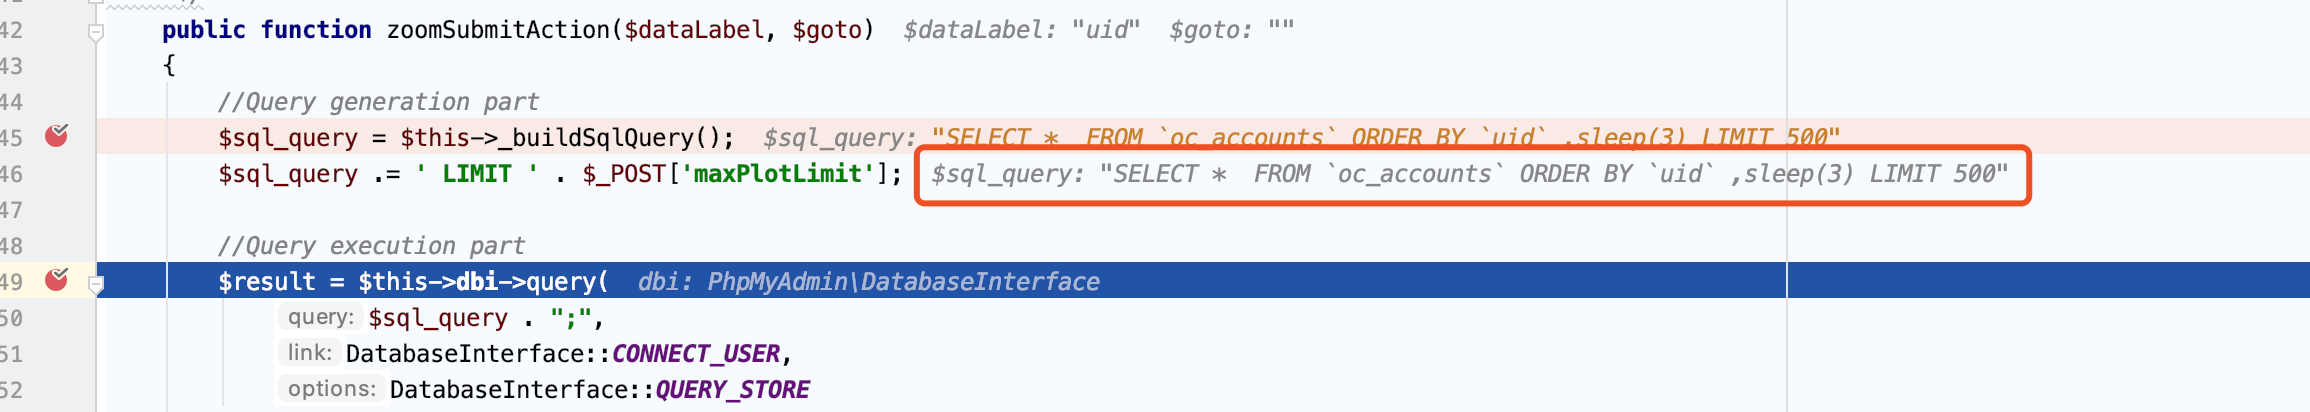 42 public function zoomSubmitAction($dataLabel, $goto) $dataLabel: "uid" $goto: ""
43 {
44 //Query generation part
45 $sql_query = $this->_buildSqlQuery(); $sql_query: "SELECT * FROM `oc_accounts` ORDER BY `uid` ,sleep(3) LIMIT 500"
46 $sql_query .= ' LIMIT ' . $_POST['maxPlotLimit']; $sql_query: "SELECT * FROM `oc_accounts` ORDER BY `uid` ,sleep(3) LIMIT 500"
47
48 //Query execution part
49 $result = $this->dbi->query( dbi: PhpMyAdmin\DatabaseInterface
50 query: $sql_query . ";",
51 link: DatabaseInterface::CONNECT_USER,
52 options: DatabaseInterface::QUERY_STORE